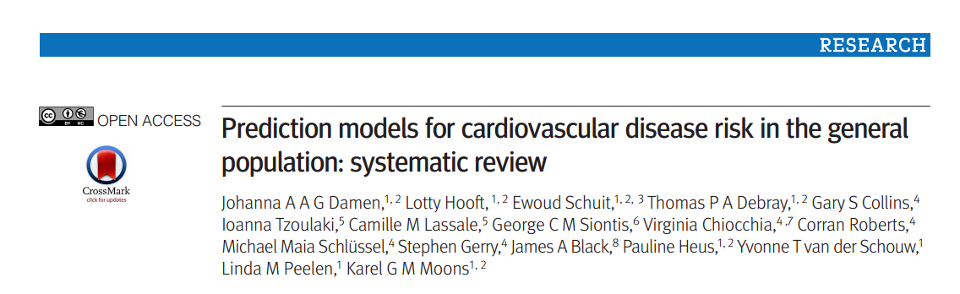 RESEARCH
OPEN ACCESS
CrossMark
click for updates
Prediction models for cardiovascular disease risk in the general
population: systematic review
Johanna A A G Damen,1, 2 Lotty Hooft, 1, 2 Ewoud Schuit,1, 2, 3 Thomas P A Debray,1, 2 Gary S Collins,4
Ioanna Tzoulaki,5 Camille M Lassale,5 George C M Siontis,6 Virginia Chiocchia,4 ,7 Corran Roberts,4
Michael Maia Schlüssel,4 Stephen Gerry,4 James A Black,8 Pauline Heus,1, 2 Yvonne T van der Schouw,1
Linda M Peelen,1 Karel G M Moons1, 2